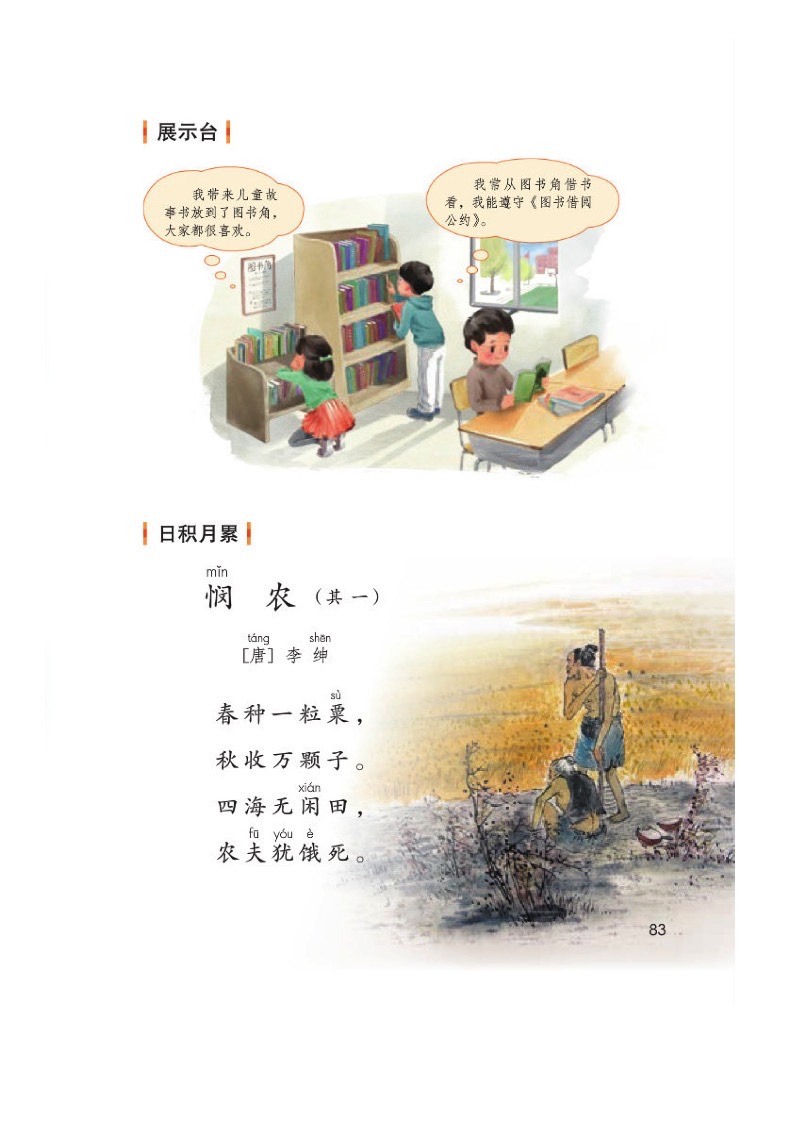 展示台
我带来儿童故
事书放到了图书角，
大家都很喜欢。
我常从图书角借书
看，我能遵守《图书借阅
公约》。
图书角
日积月累
mǐn
悯 农（其一）
táng shēn
［唐］李 绅
sù
春种一粒粟，
秋收万颗子。
xián
四海无闲田，
fū yóu è
农夫犹饿死。
83